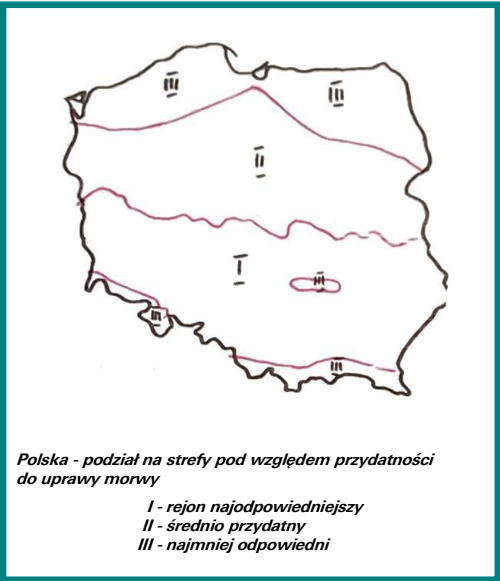 III
III
II
I
III
III
III
Polska - podział na strefy pod względem przydatności
do uprawy morwy
I - rejon najodpowiedniejszy
II - średnio przydatny
III - najmniej odpowiedni